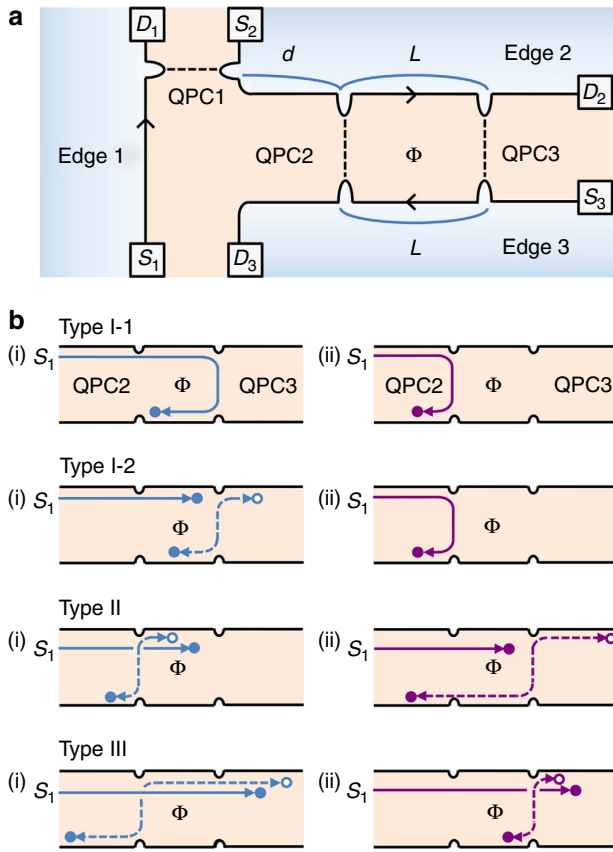 a
D1 S2
d L Edge 2
QPC1
D2
Edge 1 QPC2 Φ QPC3
S3
L Edge 3
S1 D3
b
Type I-1
(i) S1 (ii) S1
QPC2 Φ QPC3 QPC2 Φ QPC3
Type I-2
(i) S1 (ii) S1
Φ Φ
Type II
(i) S1 (ii) S1
Φ Φ
Type III
(i) S1 (ii) S1
Φ Φ